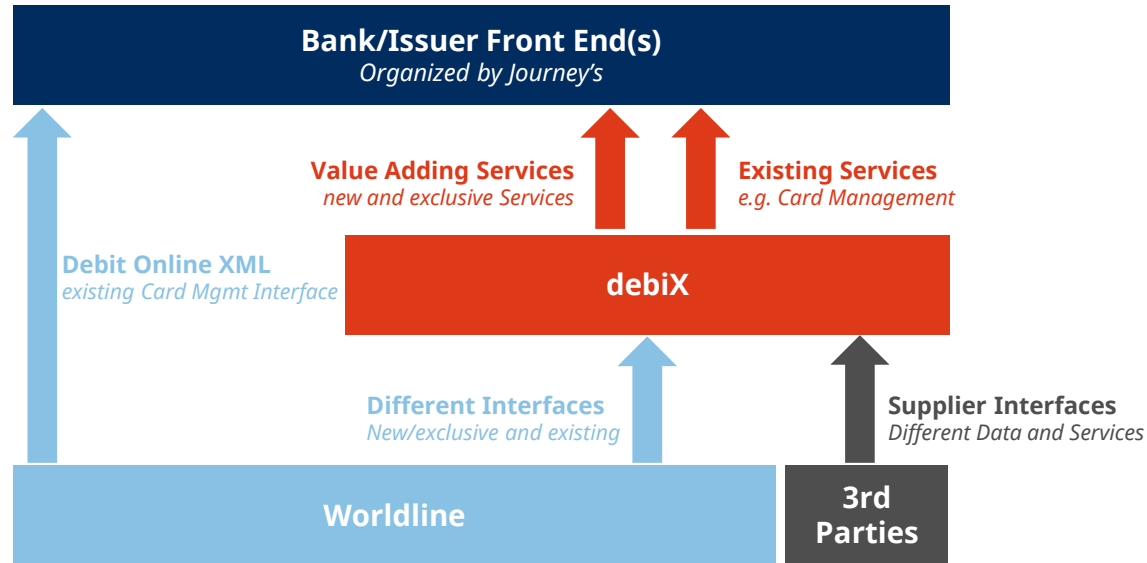 Bank/Issuer Front End(s)
Organized by Journey’s
Value Adding Services
new and exclusive Services
Existing Services
e.g. Card Management
Debit Online XML
existing Card Mgmt Interface
debiX
Different Interfaces
New/exclusive and existing
Supplier Interfaces
Different Data and Services
Worldline
3rd
Parties